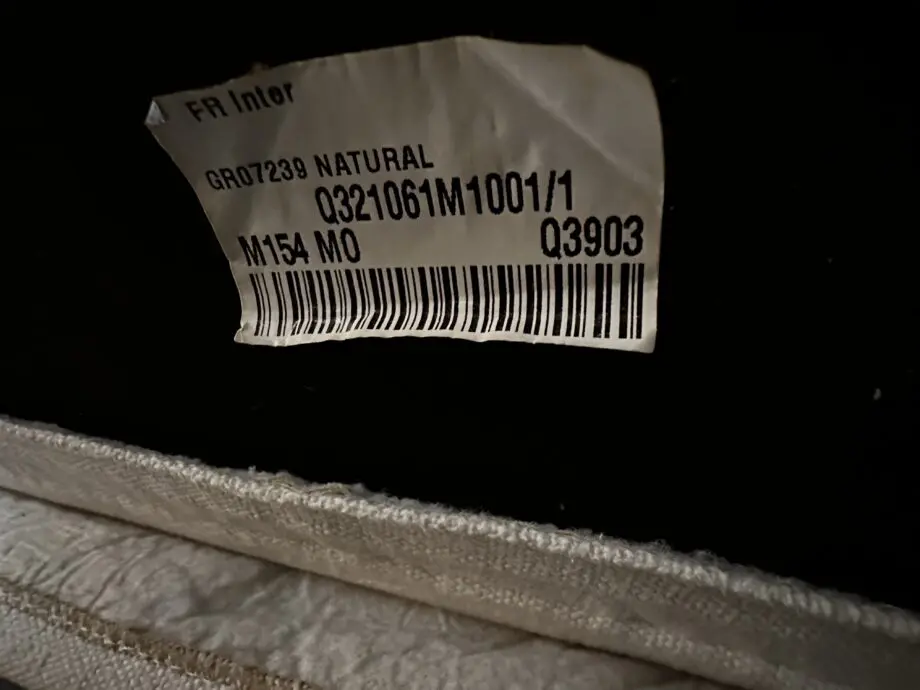 FR Inter
GR07239 NATURAL
Q321061M1001/1
M154 MO Q3903